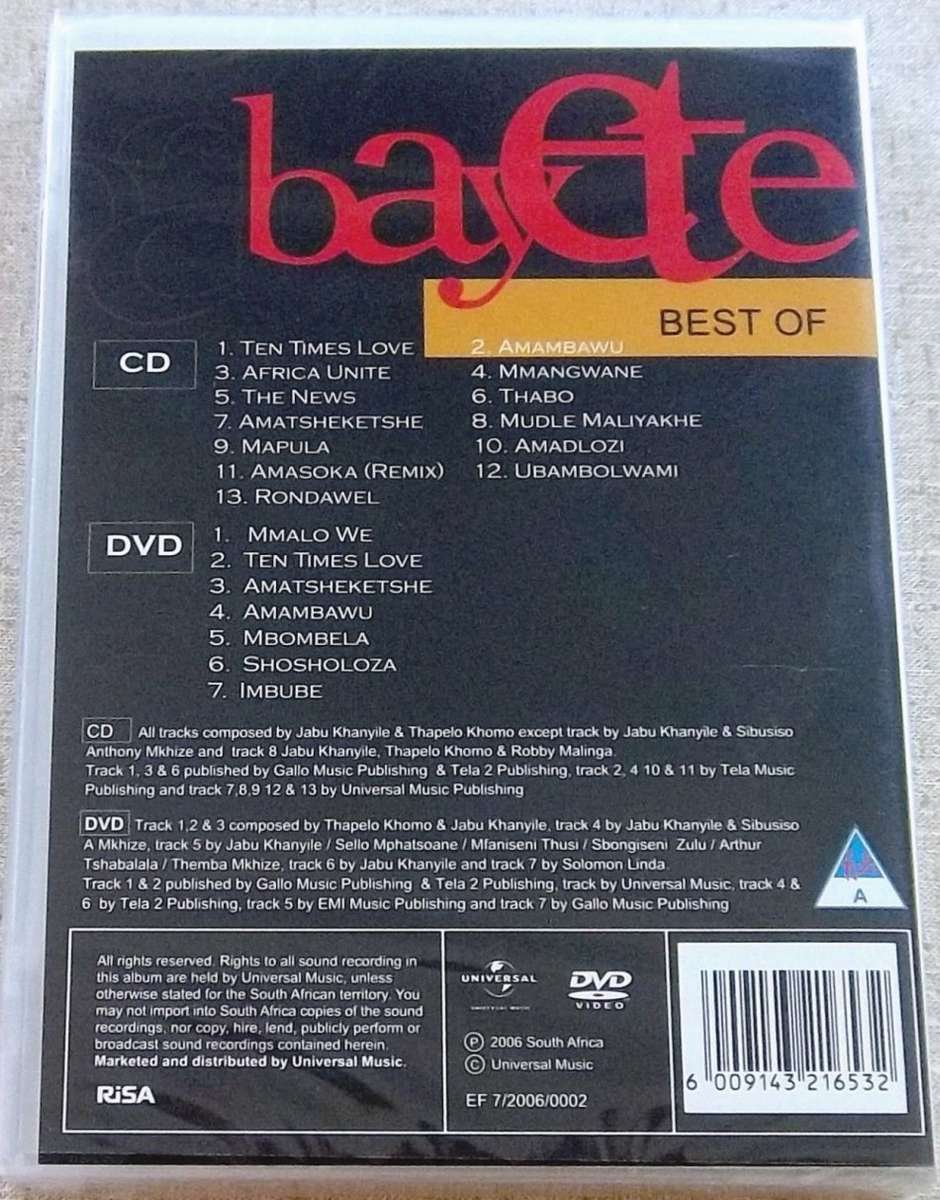 bayete
BEST OF
CD
1. TEN TIMES LOVE 2. AMAMBAWU
3. AFRICA UNITE 4. MMANGWANE
5. THE NEWS 6. THABO
7. AMATSHEKETSHE 8. MUDLE MALIYAKHE
9. MAPULA 10. AMADLOZI
11. AMASOKA (REMIX) 12. UBAMBOLWAMI
13. RONDAWEL
DVD
1. MMALO WE
2. TEN TIMES LOVE
3. AMATSHEKETSHE
4. AMAMBAWU
5. MBOMBELA
6. SHOSHOLOZA
7. IMBUBE
CD All tracks composed by Jabu Khanyile & Thapelo Khomo except track by Jabu Khanyile & Sibusiso
Anthony Mkhize and track 8 Jabu Khanyile, Thapelo Khomo & Robby Malinga.
Track 1, 3 & 6 published by Gallo Music Publishing & Tela 2 Publishing, track 2, 4 10 & 11 by Tela Music
Publishing and track 7,8,9 12 & 13 by Universal Music Publishing
DVD Track 1,2 & 3 composed by Thapelo Khomo & Jabu Khanyile, track 4 by Jabu Khanyile & Sibusiso
A Mkhize, track 5 by Jabu Khanyile / Sello Mphatsoane / Mfaniseni Thusi / Sbongiseni Zulu / Arthur
Tshabalala / Themba Mkhize, track 6 by Jabu Khanyile and track 7 by Solomon Linda.
Track 1 & 2 published by Gallo Music Publishing & Tela 2 Publishing, track by Universal Music, track 4 &
6 by Tela 2 Publishing, track 5 by EMI Music Publishing and track 7 by Gallo Music Publishing
A
All rights reserved. Rights to all sound recording in
this album are held by Universal Music, unless
otherwise stated for the South African territory. You
may not import into South Africa copies of the sound
recordings, nor copy, hire, lend, publicly perform or
broadcast sound recordings contained herein.
Marketed and distributed by Universal Music.
RiSA
UNIVERSAL
UNIVERSAL MUSIC
DVD
VIDEO
Ⓟ 2006 South Africa
© Universal Music
EF 7/2006/0002
6 009143 216532